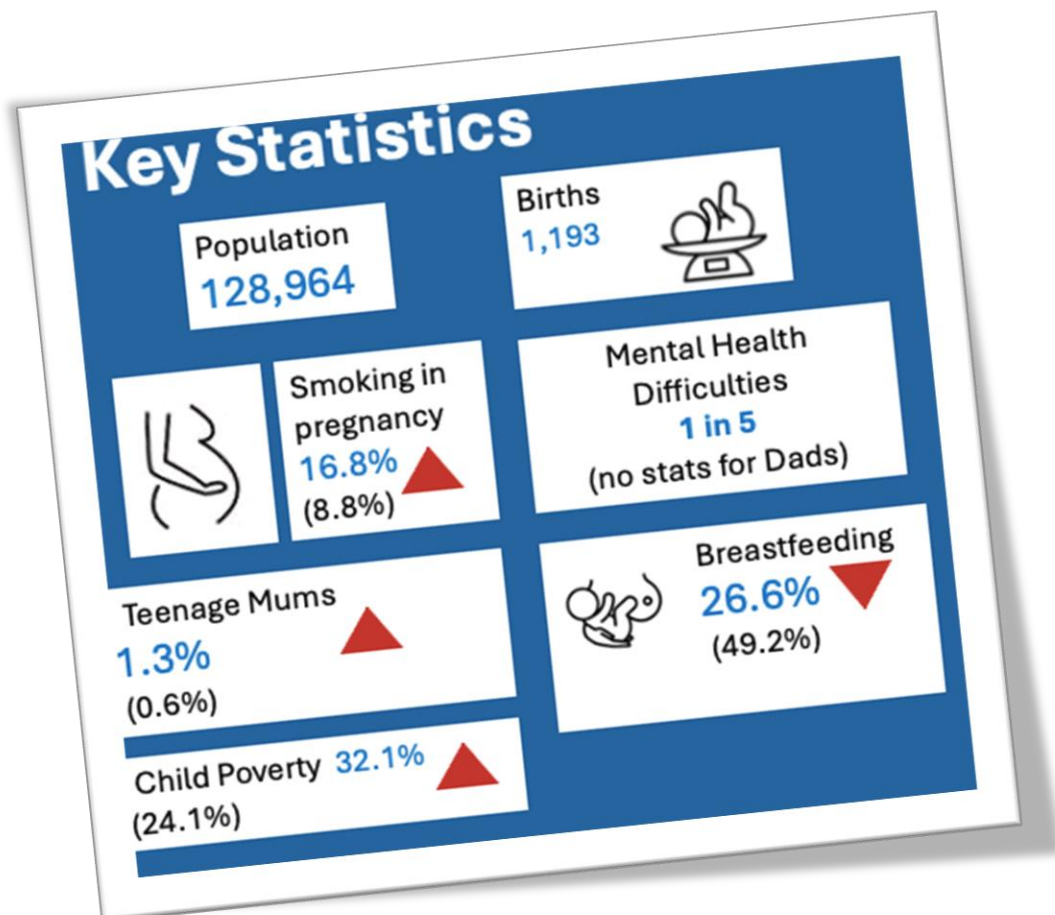 Key Statistics
Population
128,964
Births
1,193
Smoking in
pregnancy
16.8%
(8.8%)
Mental Health
Difficulties
1 in 5
(no stats for Dads)
Teenage Mums
1.3%
(0.6%)
Breastfeeding
26.6%
(49.2%)
Child Poverty 32.1%
(24.1%)